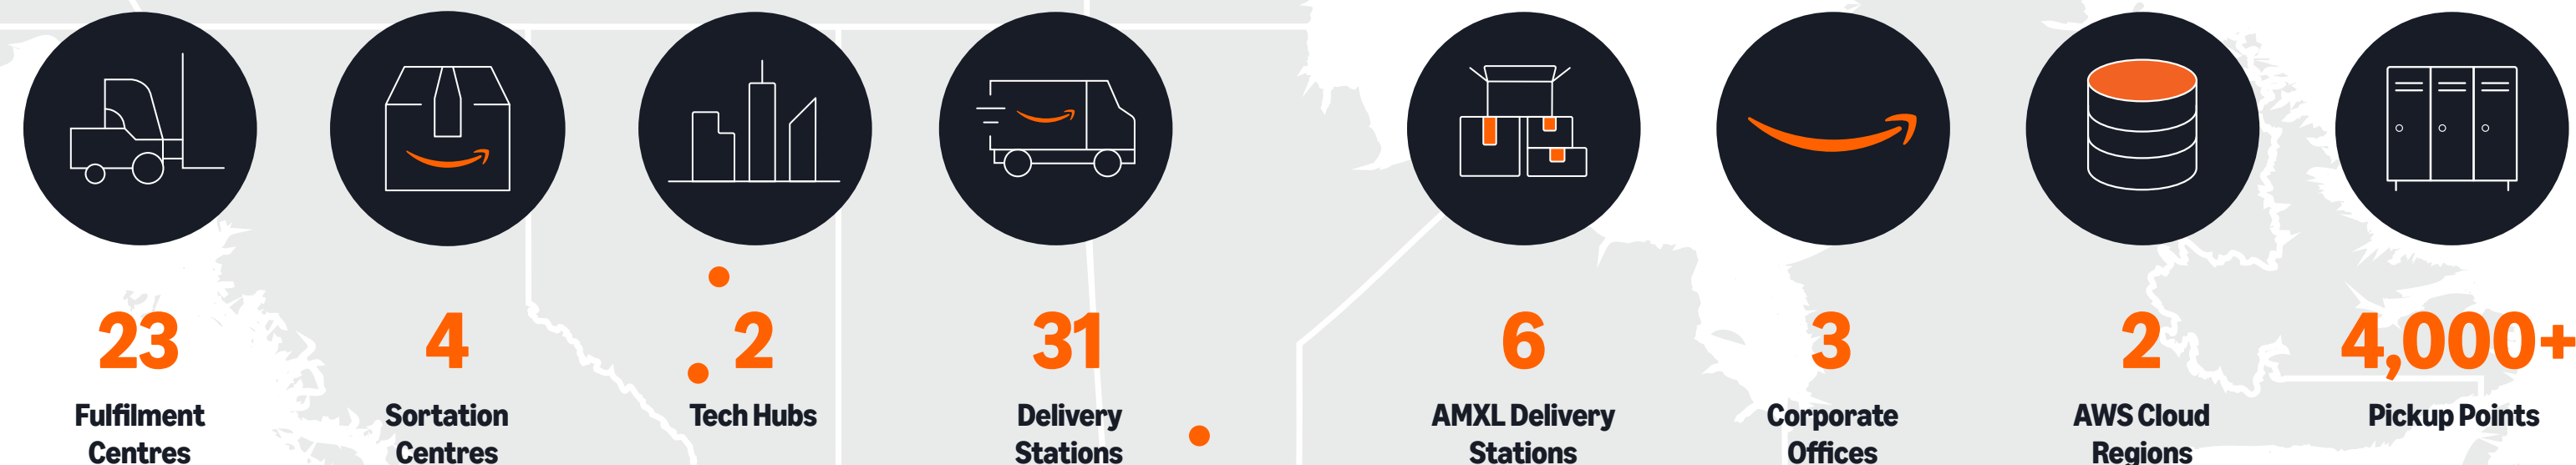 23
Fulfilment
Centres
4
Sortation
Centres
2
Tech Hubs
31
Delivery
Stations
6
AMXL Delivery
Stations
3
Corporate
Offices
2
AWS Cloud
Regions
4,000+
Pickup Points